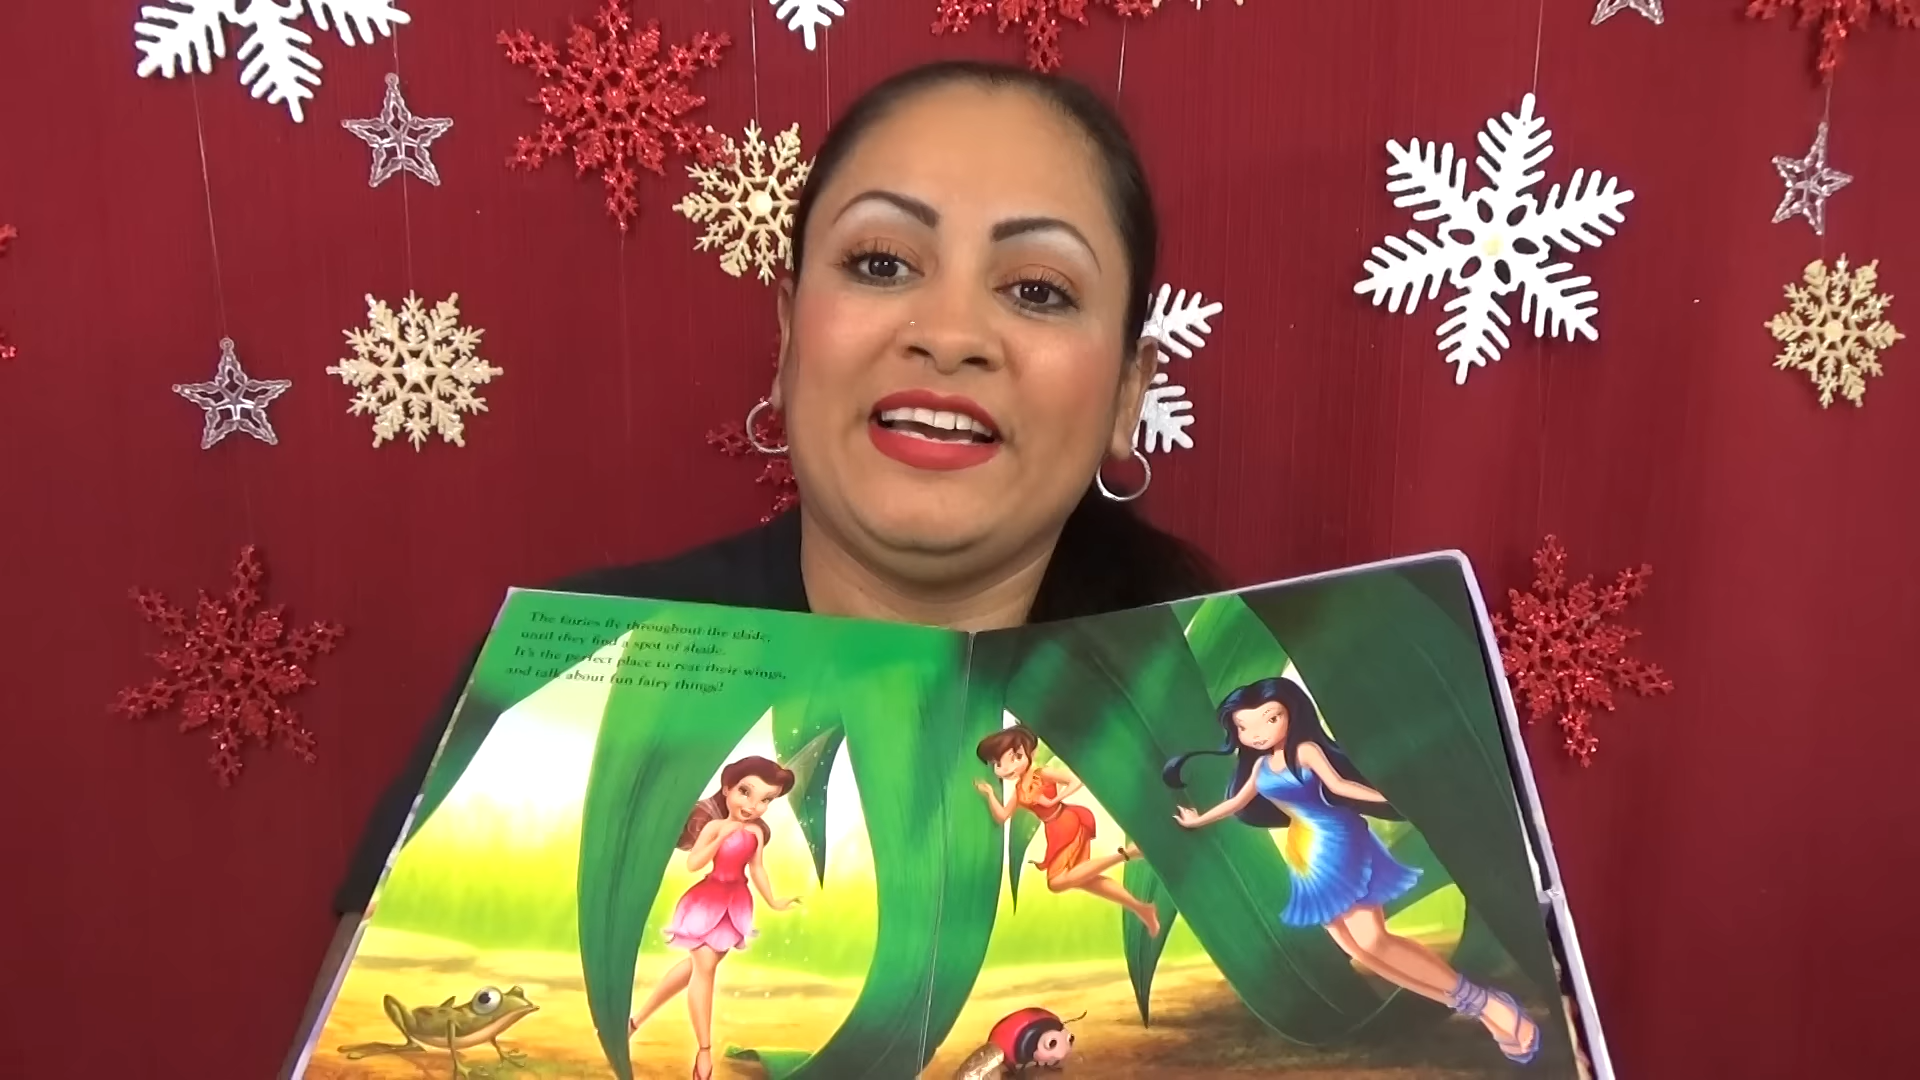 The fairies fly throughout the glade,
until they find a spot of shade.
It's the perfect place to rest their wings,
and talk about fun fairy things!